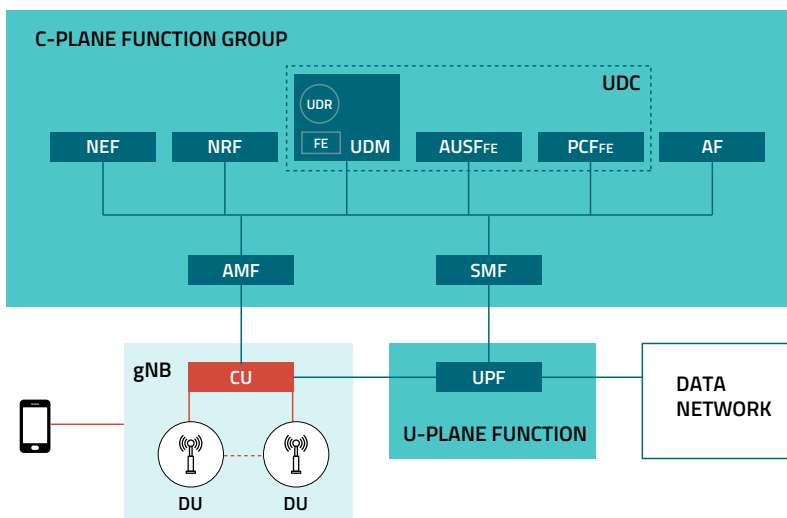 C-PLANE FUNCTION GROUP
UDC
UDR
FE
UDM
NEF
NRF
AUSFFE
PCFFE
AF
AMF
SMF
gNB
CU
UPF
DATA
NETWORK
U-PLANE FUNCTION
DU
DU